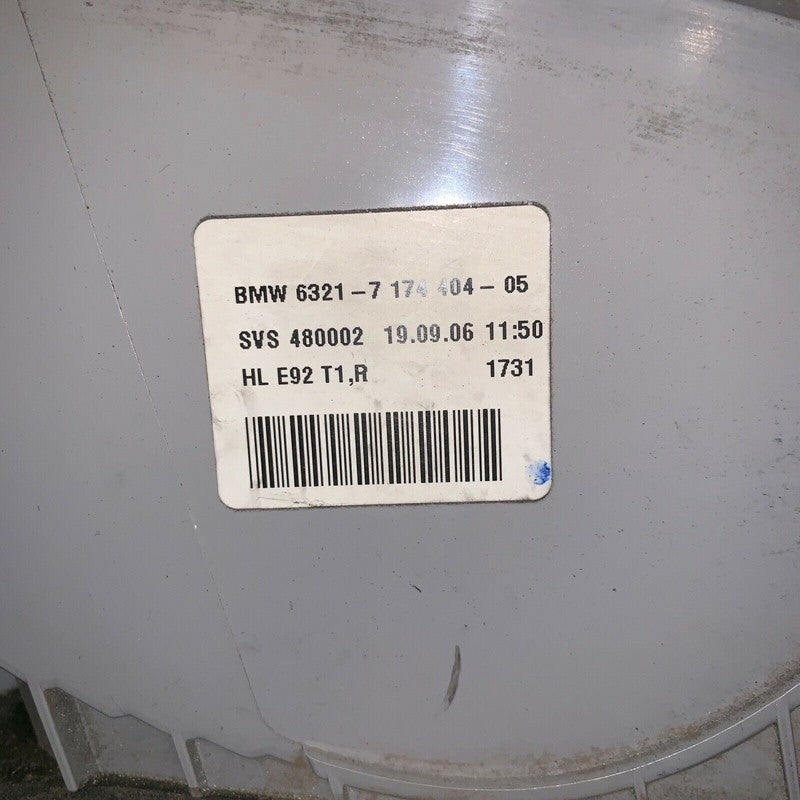 BMW 6321-7 174 404-05
SVS 480002 19.09.06 11:50
HL E92 T1,R 1731